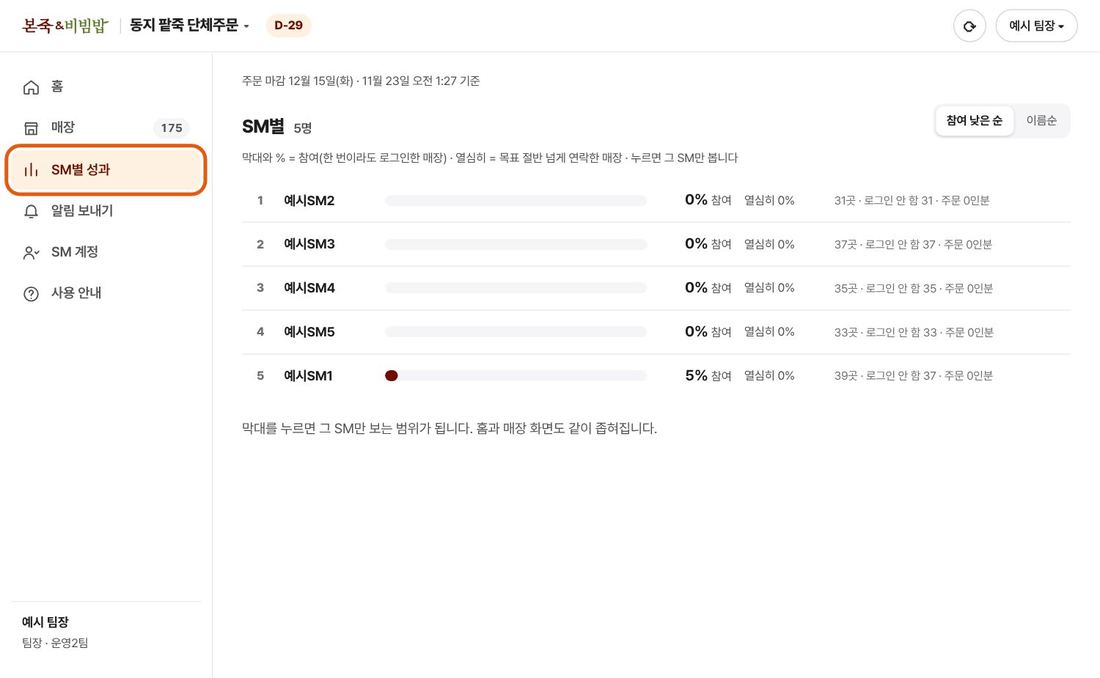 본죽&비빔밥 동지 팥죽 단체주문 D-29 예시 팀장
홈
매장 175
SM별 성과
알림 보내기
SM 계정
사용 안내
예시 팀장
팀장 · 운영2팀
주문 마감 12월 15일(화) · 11월 23일 오전 1:27 기준
SM별 5명 참여 낮은 순 이름순
막대와 % = 참여(한 번이라도 로그인한 매장) · 열심히 = 목표 절반 넘게 연락한 매장 · 누르면 그 SM만 봅니다
1 예시SM2 0% 참여 열심히 0% 31곳 · 로그인 안 함 31 · 주문 0인분
2 예시SM3 0% 참여 열심히 0% 37곳 · 로그인 안 함 37 · 주문 0인분
3 예시SM4 0% 참여 열심히 0% 35곳 · 로그인 안 함 35 · 주문 0인분
4 예시SM5 0% 참여 열심히 0% 33곳 · 로그인 안 함 33 · 주문 0인분
5 예시SM1 5% 참여 열심히 0% 39곳 · 로그인 안 함 37 · 주문 0인분
막대를 누르면 그 SM만 보는 범위가 됩니다. 홈과 매장 화면도 같이 좁혀집니다.